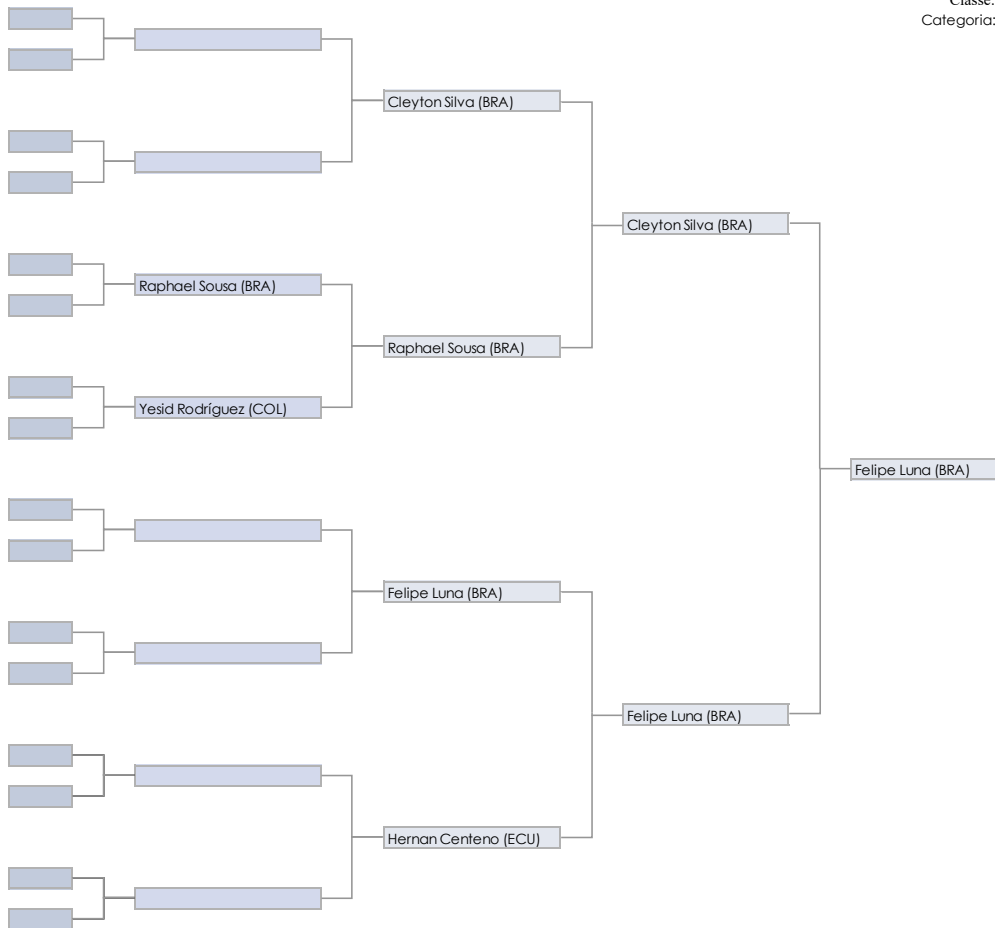 Classe:
Categoria:
Cleyton Silva (BRA)
Cleyton Silva (BRA)
Raphael Sousa (BRA)
Raphael Sousa (BRA)
Yesid Rodríguez (COL)
Felipe Luna (BRA)
Felipe Luna (BRA)
Felipe Luna (BRA)
Hernan Centeno (ECU)